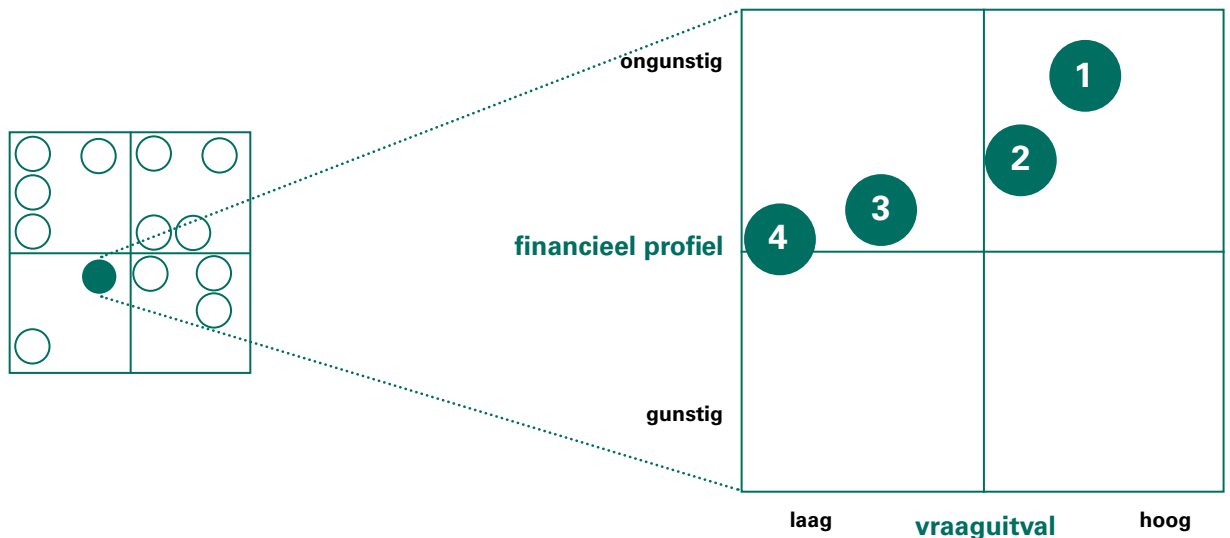 ongunstig
1
2
3
4
financieel profiel
gunstig
laag
vraaguitval
hoog